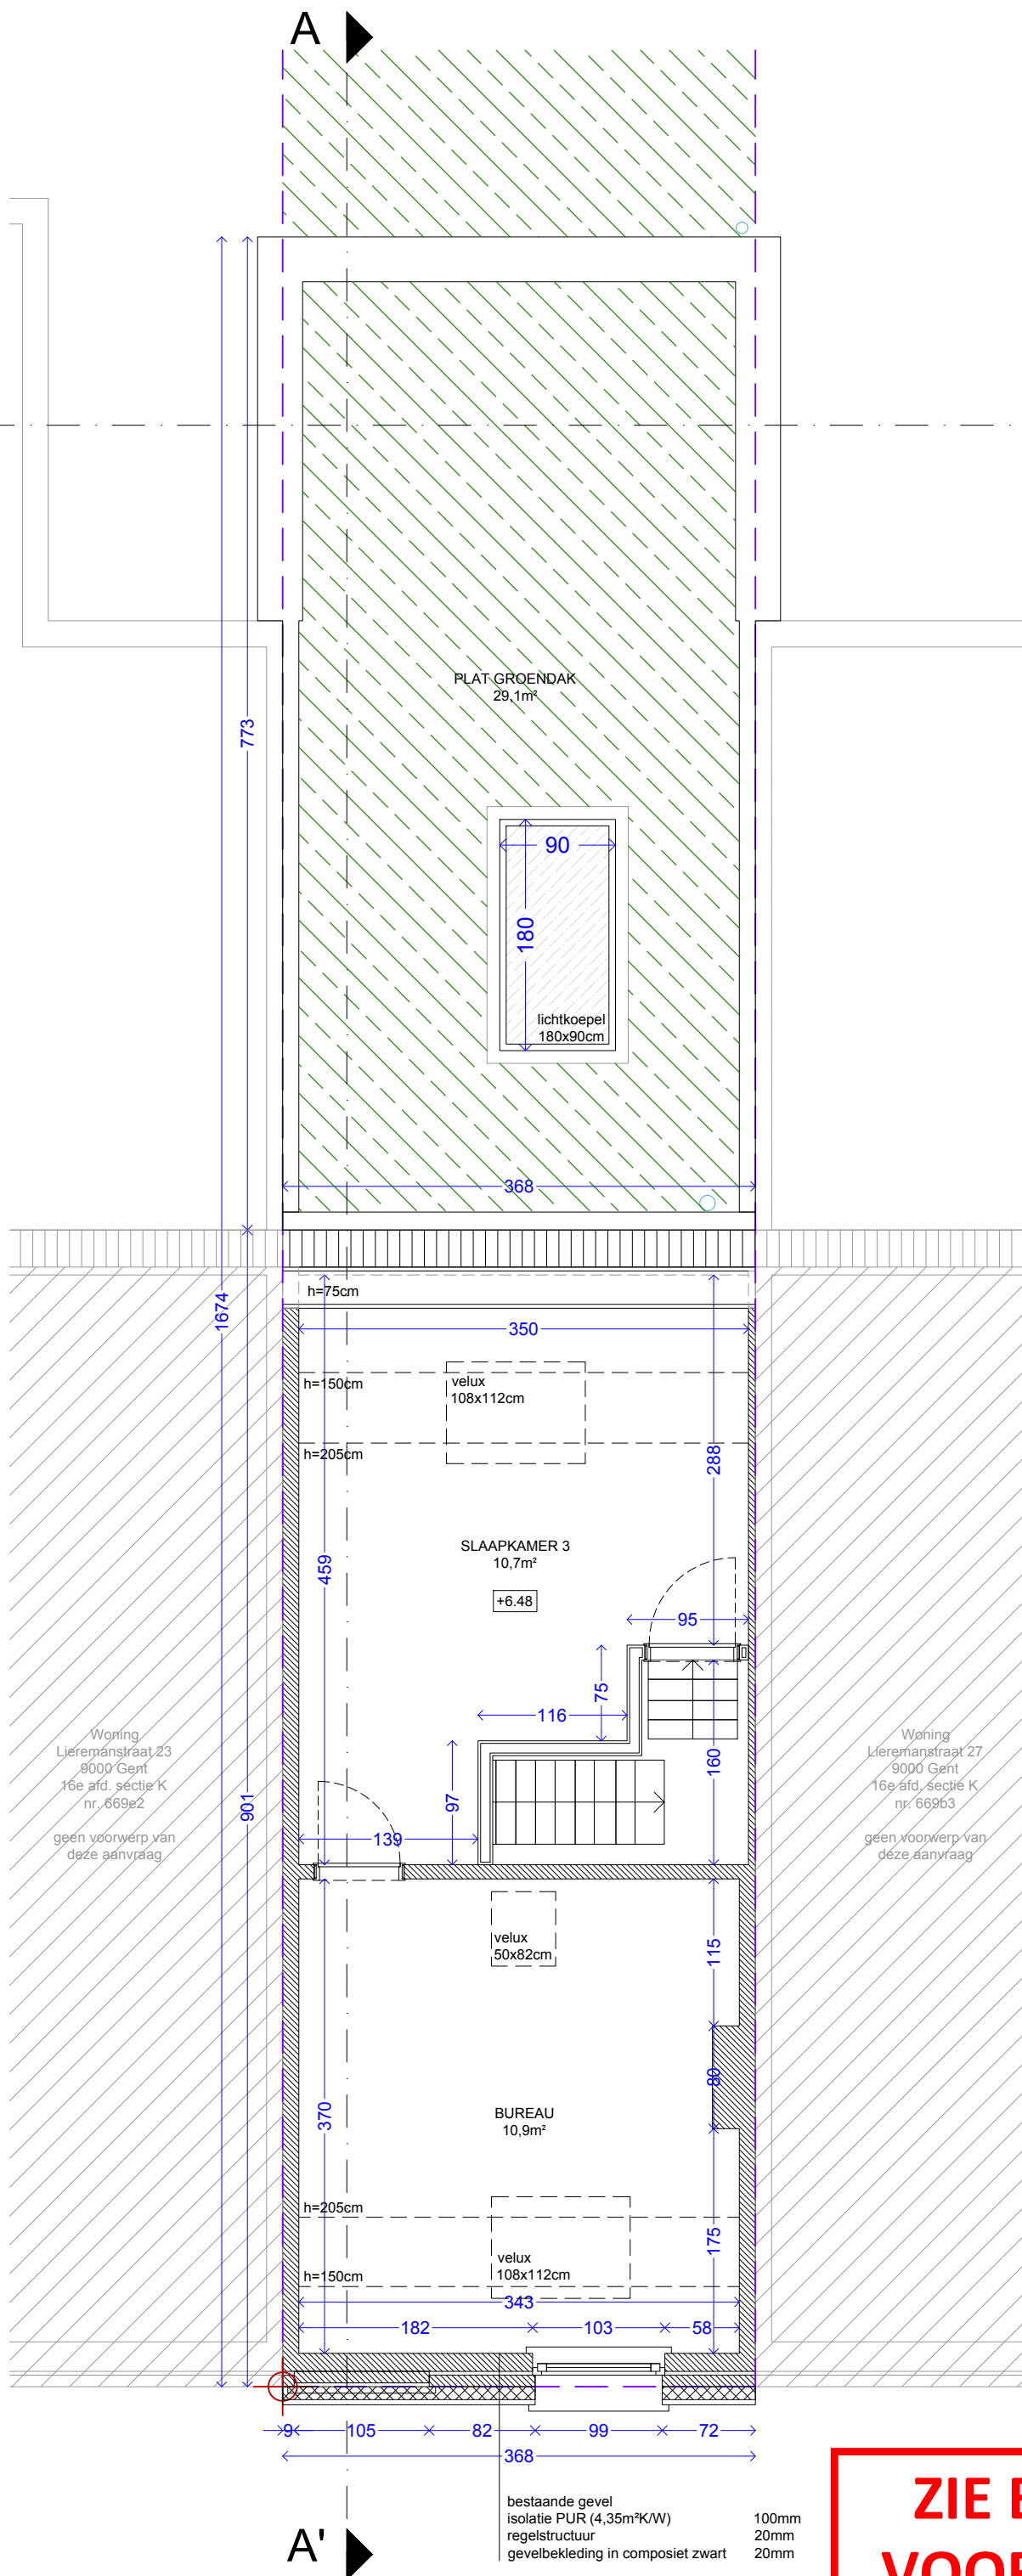 A
PLAT GROENDAK
29,1m²
773
90
180
lichtkoepel
180x90cm
368
1674
h=75cm
350
h=150cm
velux
108x112cm
h=205cm
288
459
SLAAPKAMER 3
10,7m²
+6.48
95
75
116
160
97
139
901
Woning
Lieremanstraat 23
9000 Gent
16e afd. sectie K
nr. 669e2
geen voorwerp van
deze aanvraag
Woning
Lieremanstraat 27
9000 Gent
16e afd. sectie K
nr. 669b3
geen voorwerp van
deze aanvraag
velux
50x82cm
115
80
370
BUREAU
10,9m²
h=205cm
175
velux
108x112cm
h=150cm
343
182 103 58
9 105 82 99 72
368
bestaande gevel
isolatie PUR (4,35m²K/W) 100mm
regelstructuur 20mm
gevelbekleding in composiet zwart 20mm
A'
ZIE